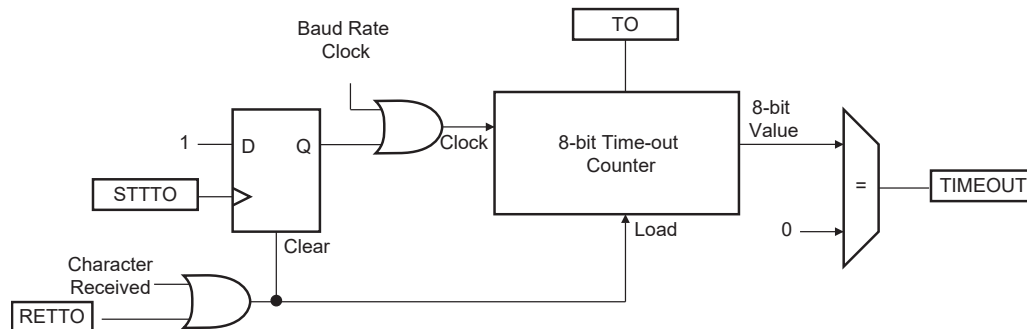 TO
Baud Rate
Clock
8-bit
Value
1
D
Q
Clock
8-bit Time-out
Counter
STTTO
=
TIMEOUT
Clear
Load
0
Character
Received
RETTO